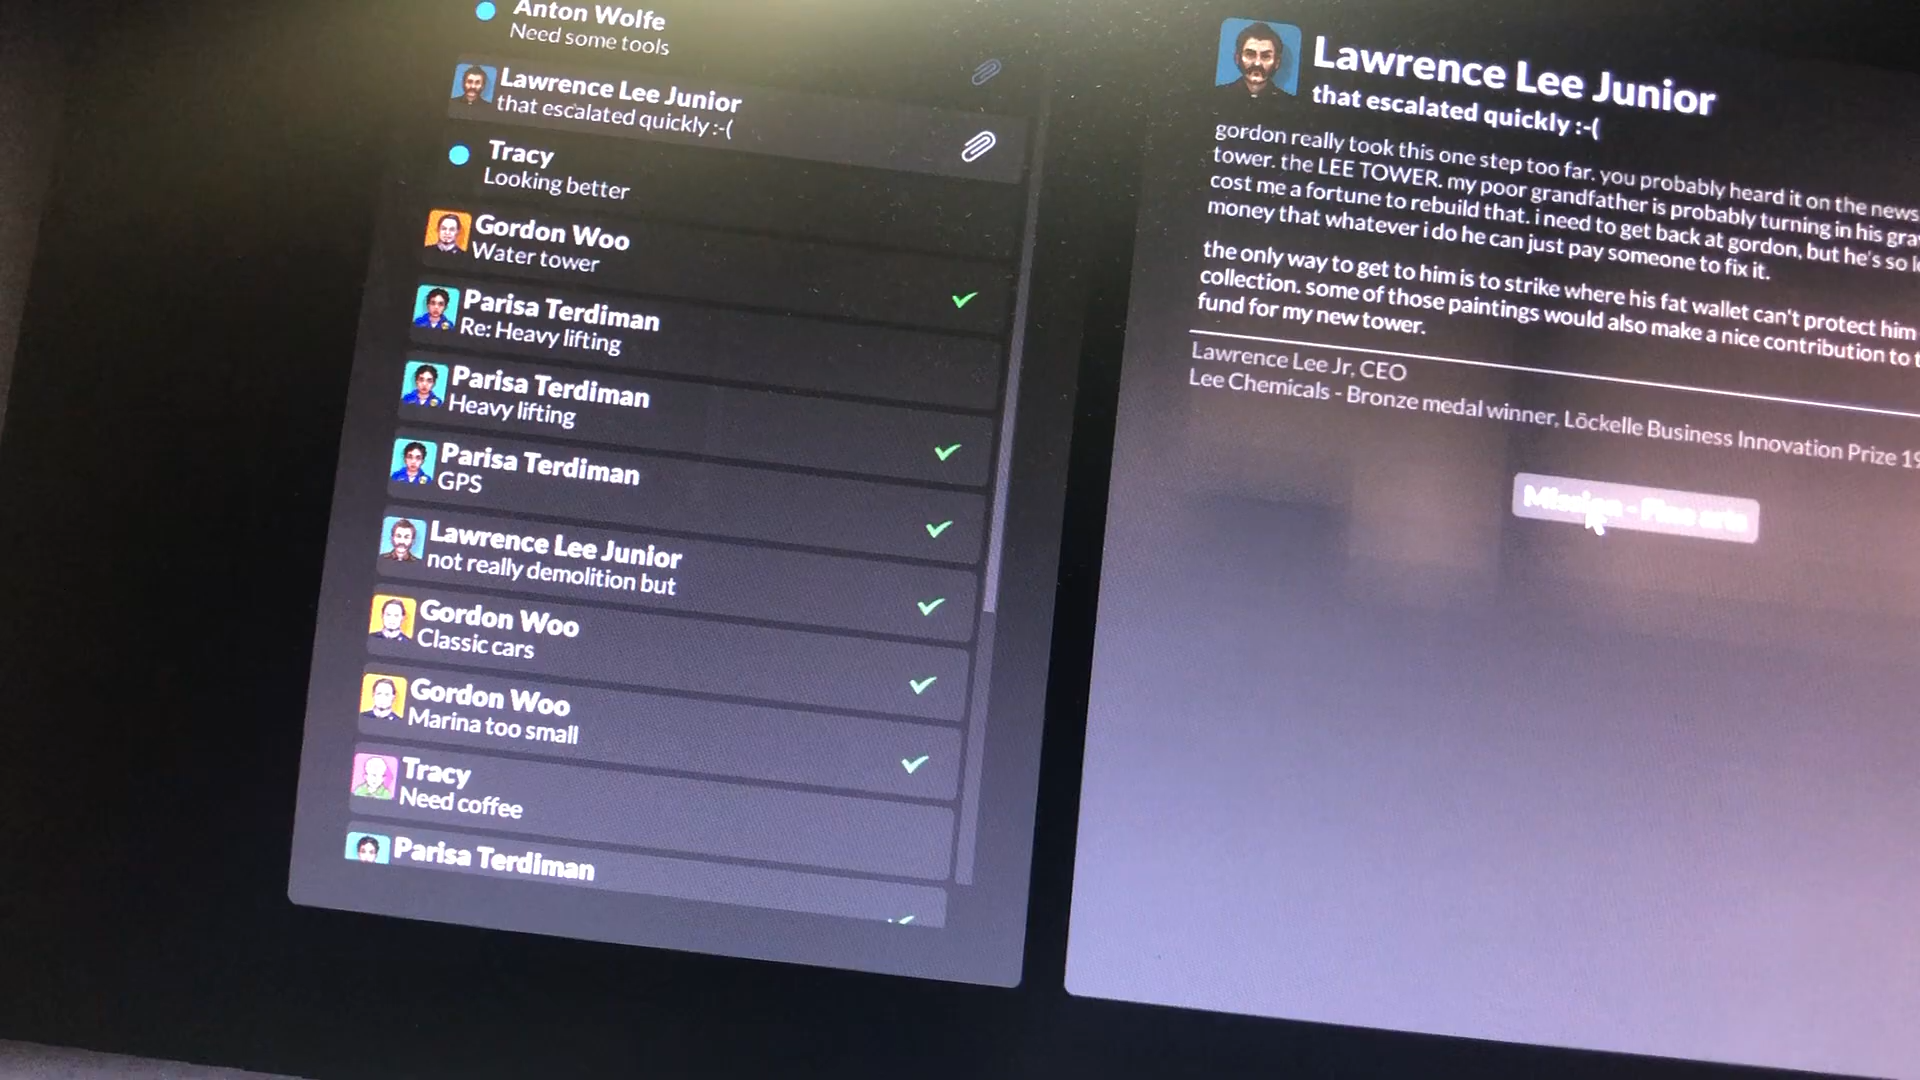 Anton Wolfe
Need some tools
Lawrence Lee Junior
that escalated quickly :-(
Tracy
Looking better
Gordon Woo
Water tower
Parisa Terdiman
Re: Heavy lifting
Parisa Terdiman
Heavy lifting
Parisa Terdiman
GPS
Lawrence Lee Junior
not really demolition but
Gordon Woo
Classic cars
Gordon Woo
Marina too small
Tracy
Need coffee
Parisa Terdiman
Lawrence Lee Junior
that escalated quickly :-(
gordon really took this one step too far. you probably heard it on the news
tower. the LEE TOWER. my poor grandfather is probably turning in his
cost me a fortune to rebuild that. i need to get back at gordon, but he's so
money that whatever i do he can just pay someone to fix it.
the only way to get to him is to strike where his fat wallet can't protect him
collection. some of those paintings would also make a nice contribution to
fund for my new tower.
Lawrence Lee Jr, CEO
Lee Chemicals - Bronze medal winner, Löckelle Business Innovation Prize
Mission - Fine arts